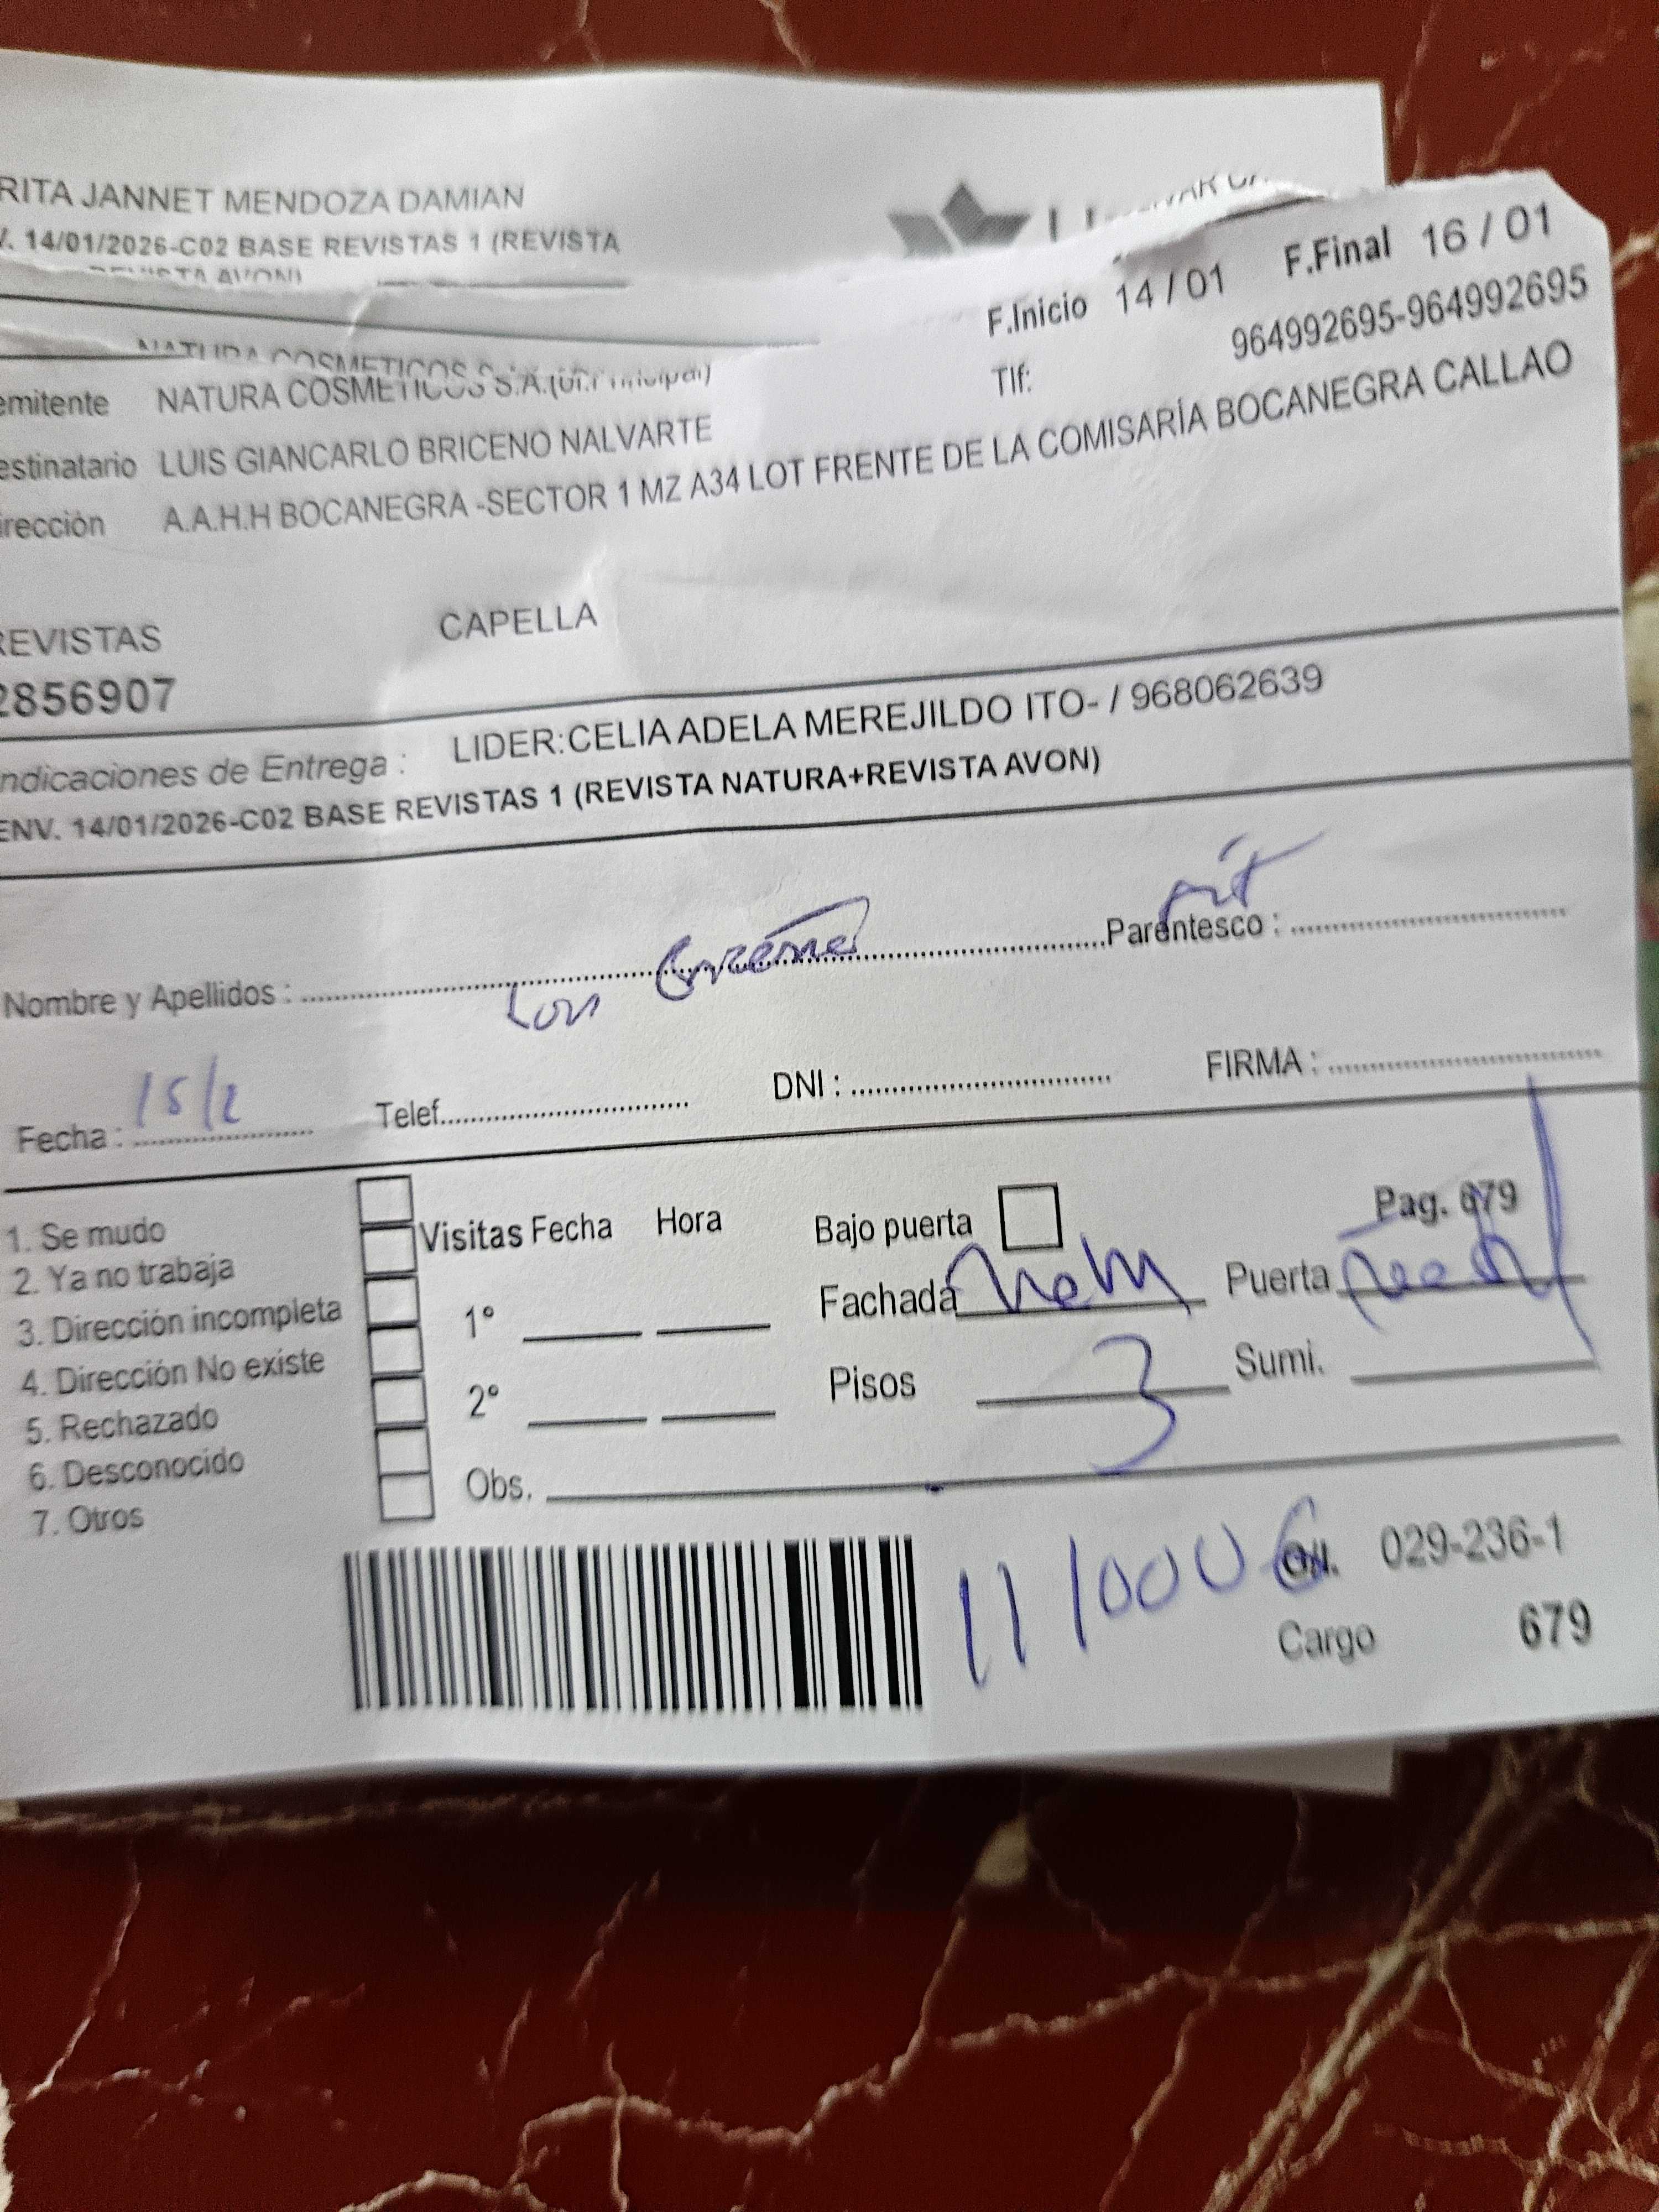 RITA JANNET MENDOZA DAMIAN
V. 14/01/2026-C02 BASE REVISTAS 1 (REVISTA
REVISTA AVON)
F.Inicio 14 / 01 F.Final 16 / 01
NATURA COSMETICOS
emitente NATURA COSMETICOS S.A.(Of.Principal) Tlf: 964992695-964992695
estinatario LUIS GIANCARLO BRICENO NALVARTE
irección A.A.H.H BOCANEGRA -SECTOR 1 MZ A34 LOT FRENTE DE LA COMISARÍA BOCANEGRA CALLAO
REVISTAS CAPELLA
2856907
ndicaciones de Entrega : LIDER:CELIA ADELA MEREJILDO ITO- / 968062639
ENV. 14/01/2026-C02 BASE REVISTAS 1 (REVISTA NATURA+REVISTA AVON)
Nombre y Apellidos : Parentesco :
Fecha : 15/2 Telef. DNI : FIRMA :
1. Se mudo
2. Ya no trabaja
3. Dirección incompleta
4. Dirección No existe
5. Rechazado
6. Desconocido
7. Otros
Visitas Fecha Hora Bajo puerta Pag. 679
1° Fachada Puerta
2° Pisos 3 Sumi.
Obs.
O/I. 029-236-1
Cargo 679